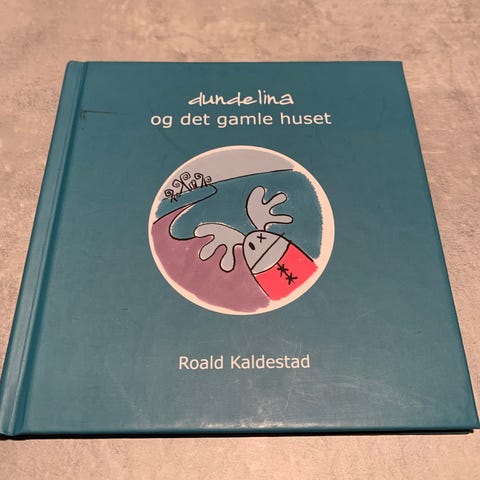 dundelina
og det gamle huset
Roald Kaldestad